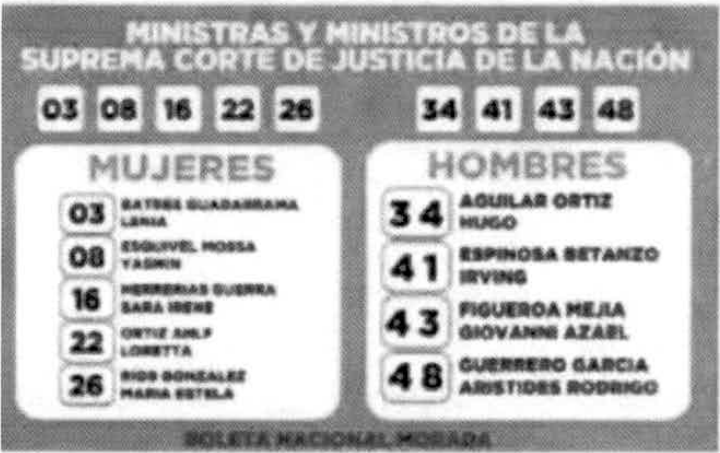 MINISTRAS Y MINISTROS DE LA
SUPREMA CORTE DE JUSTICIA DE LA NACIÓN
03 08 16 22 26
34 41 43 48
MUJERES
03 BATRES GUADARRAMA
LENIA
08 ESQUIVEL MOSSA
YASMIN
16 HERRERIAS GUERRA
SARA IRENE
22 ORTIZ AHLF
LORETTA
26 RIOS GONZALEZ
MARIA ESTELA
HOMBRES
34 AGUILAR ORTIZ
HUGO
41 ESPINOSA BETANZO
IRVING
43 FIGUEROA MEJIA
GIOVANNI AZAEL
48 GUERRERO GARCIA
ARISTIDES RODRIGO
BOLETA NACIONAL MORADA